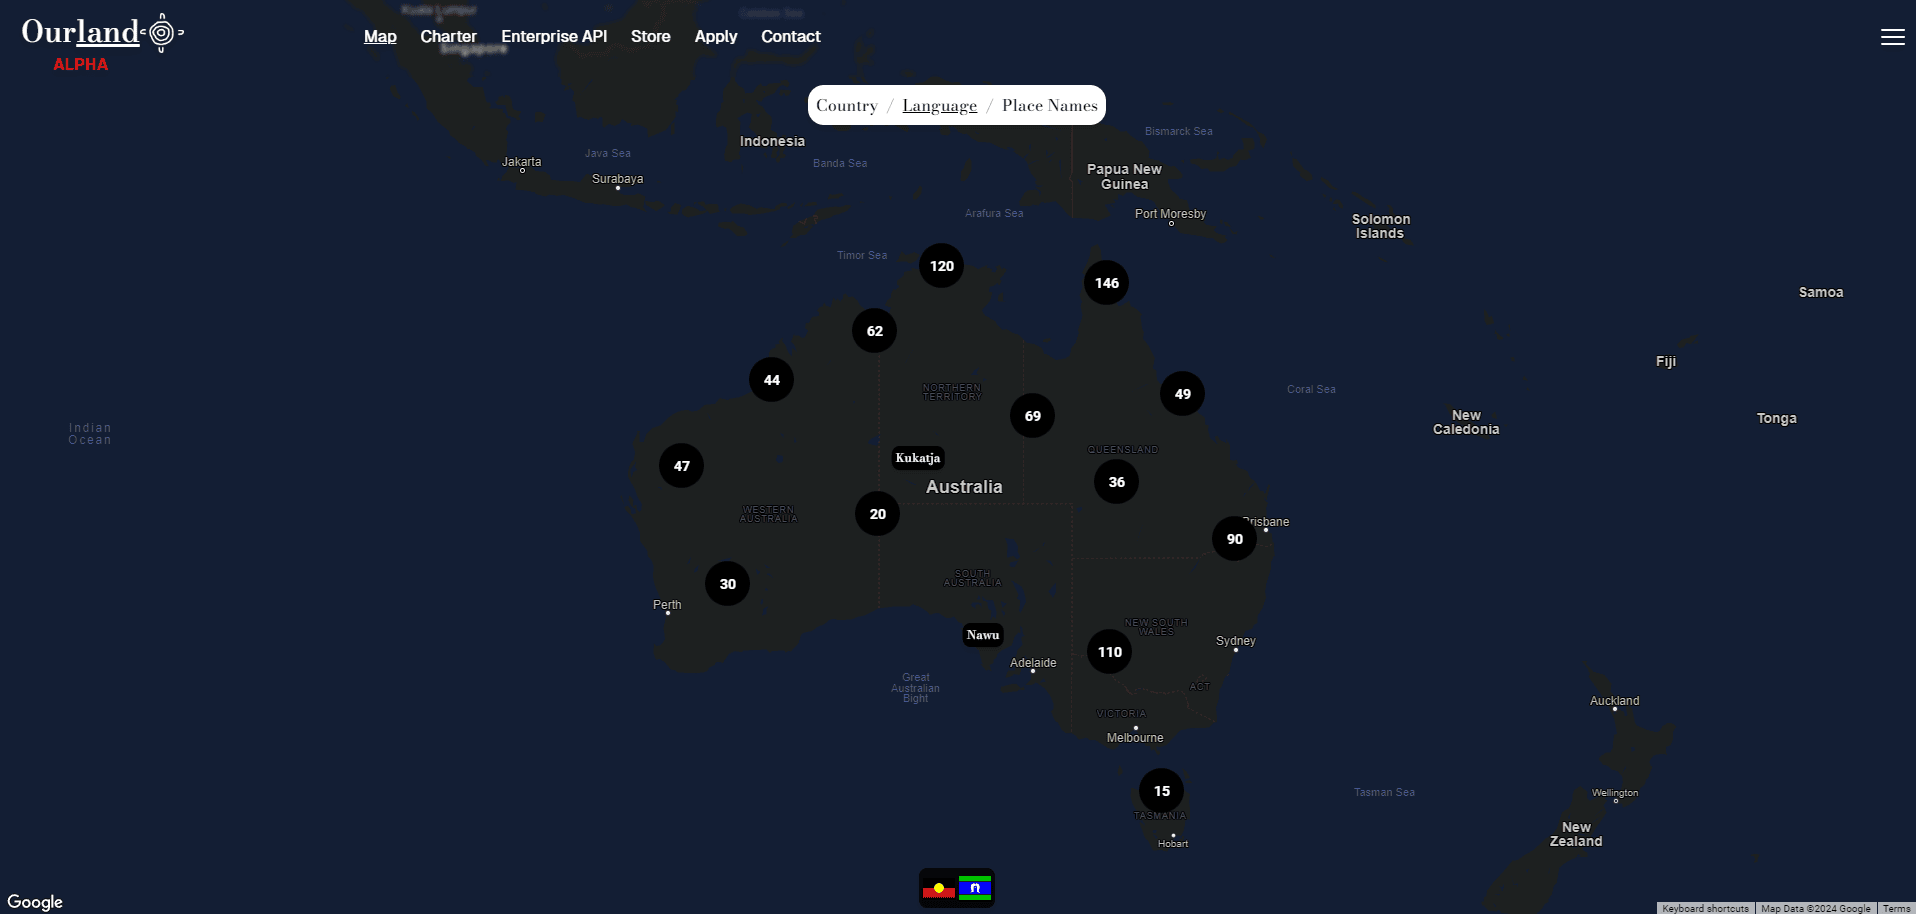 Kuala Lumpur
Celebes Sea
Ourland
ALPHA
Map
Charter
Enterprise API
Store
Apply
Contact
Singapore
Country / Language / Place Names
Indonesia
Bismarck Sea
Java Sea
Jakarta
Banda Sea
Papua New
Guinea
Surabaya
Arafura Sea
Port Moresby
Solomon
Islands
Timor Sea
120
146
Samoa
62
Fiji
44
NORTHERN
TERRITORY
49
Coral Sea
69
New
Caledonia
Tonga
Indian
Ocean
QUEENSLAND
Kukatja
47
36
Australia
WESTERN
AUSTRALIA
20
Brisbane
90
SOUTH
AUSTRALIA
30
Perth
NEW SOUTH
WALES
Nawu
Sydney
110
Adelaide
Great
Australian
Bight
ACT
Auckland
VICTORIA
Melbourne
15
Tasman Sea
Wellington
TASMANIA
New
Zealand
Hobart
Google
Keyboard shortcuts
Map Data ©2024 Google
Terms